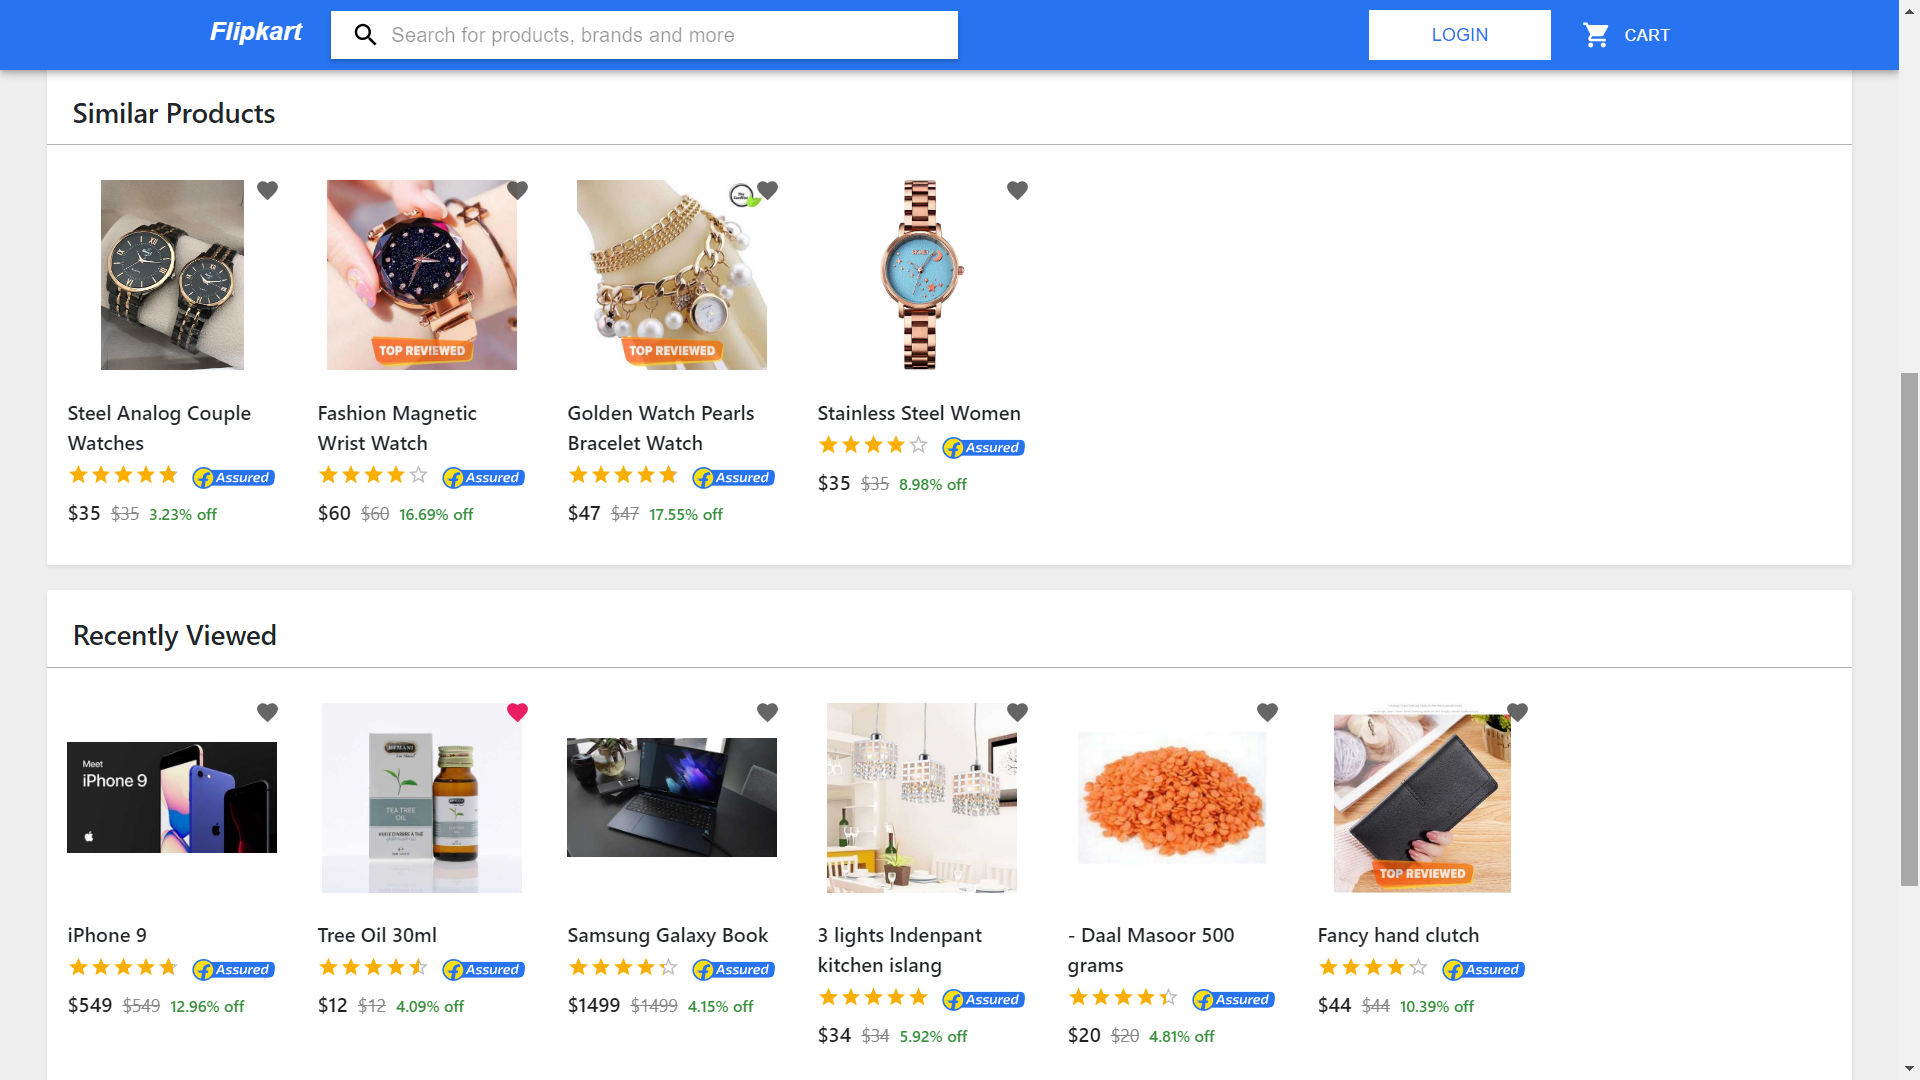 Flipkart
Search for products, brands and more
LOGIN
CART
Similar Products
TOP REVIEWED
TOP REVIEWED
Steel Analog Couple
Watches
Assured
$35 $35 3.23% off
Fashion Magnetic
Wrist Watch
Assured
$60 $60 16.69% off
Golden Watch Pearls
Bracelet Watch
Assured
$47 $47 17.55% off
Stainless Steel Women
Assured
$35 $35 8.98% off
Recently Viewed
Meet
iPhone 9
HEMANI
TEA TREE
OIL
TOP REVIEWED
iPhone 9
Assured
$549 $549 12.96% off
Tree Oil 30ml
Assured
$12 $12 4.09% off
Samsung Galaxy Book
Assured
$1499 $1499 4.15% off
3 lights lndenpant
kitchen islang
Assured
$34 $34 5.92% off
- Daal Masoor 500
grams
Assured
$20 $20 4.81% off
Fancy hand clutch
Assured
$44 $44 10.39% off